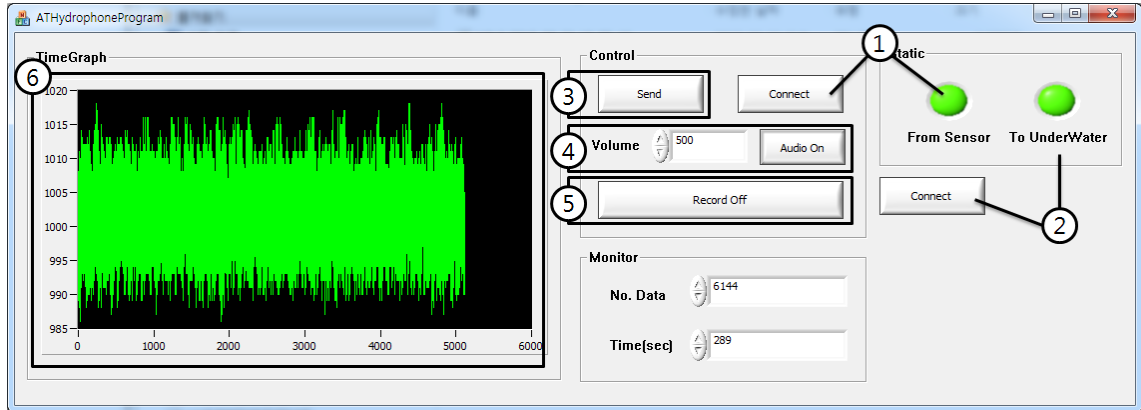 ATHydrophoneProgram
TimeGraph
6
1020
1015
1010
1005
1000
995
990
985
0 1000 2000 3000 4000 5000 6000
Control
3 Send Connect
1
4 Volume 500 Audio On
5 Record Off
Static
From Sensor To UnderWater
Connect
2
Monitor
No. Data 6144
Time(sec) 289